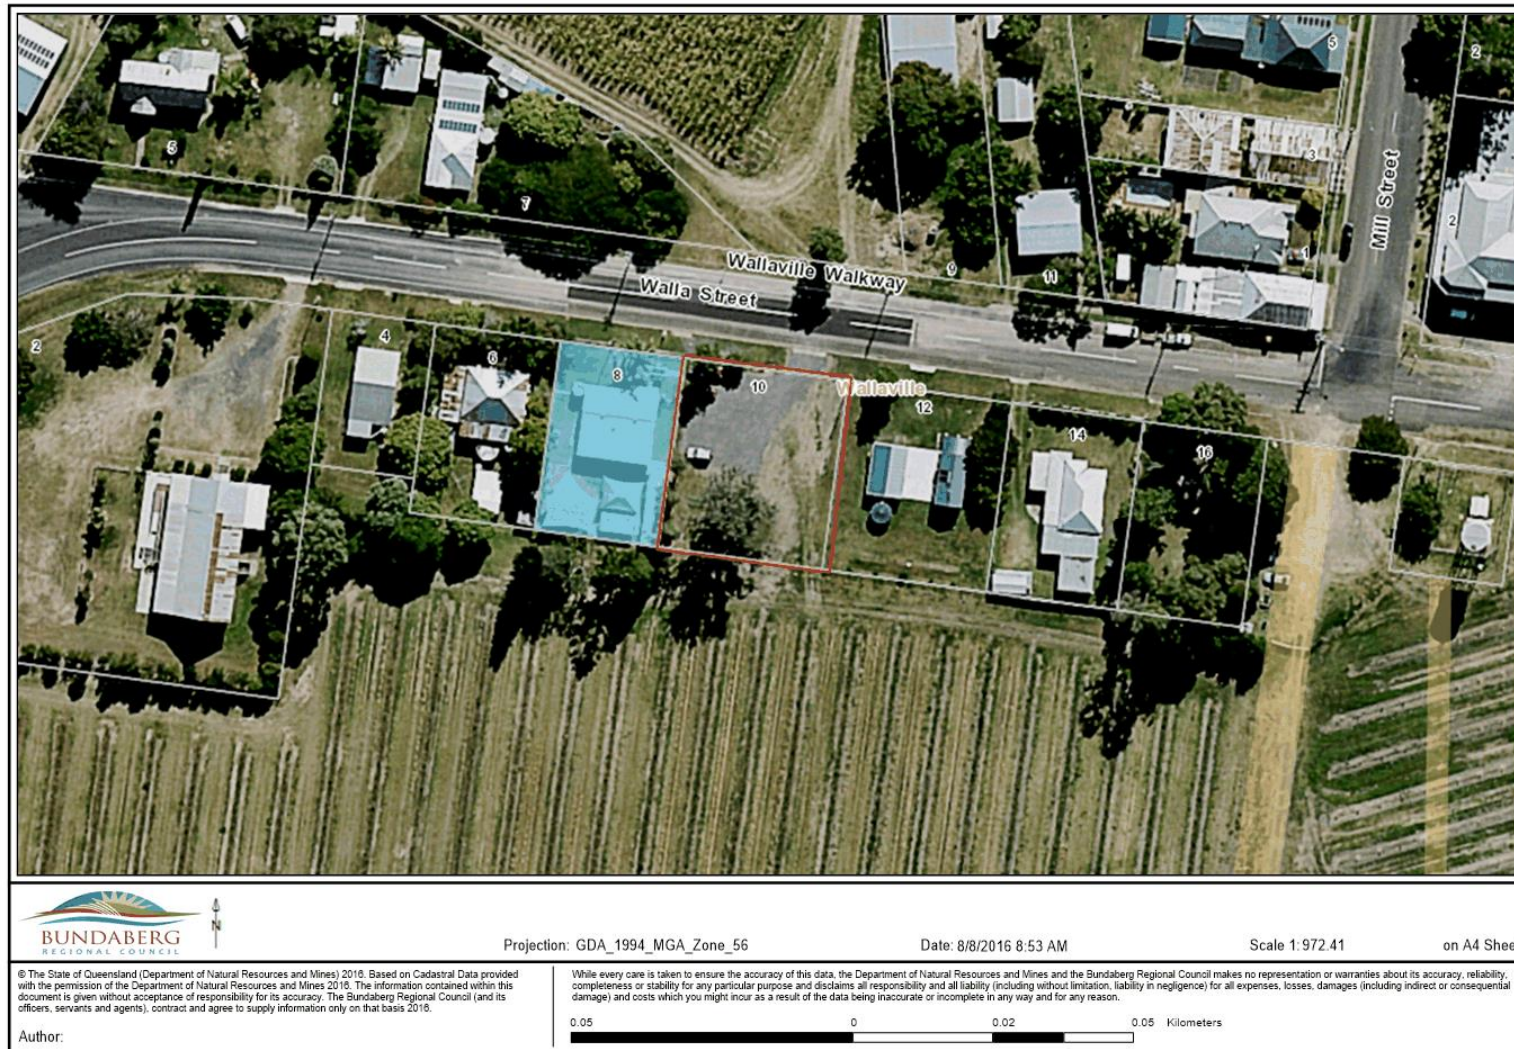 5
2
5
3
Mill Street
2
7
1
Wallaville Walkway
9
11
Walla Street
2
4
6
8
10
Wallaville
12
14
16
BUNDABERG
REGIONAL COUNCIL
N
Projection: GDA_1994_MGA_Zone_56
Date: 8/8/2016 8:53 AM
Scale 1:972.41
on A4 Shee
© The State of Queensland (Department of Natural Resources and Mines) 2016. Based on Cadastral Data provided
with the permission of the Department of Natural Resources and Mines 2016. The information contained within this
document is given without acceptance of responsibility for its accuracy. The Bundaberg Regional Council (and its
officers, servants and agents), contract and agree to supply information only on that basis 2016.
Author:
While every care is taken to ensure the accuracy of this data, the Department of Natural Resources and Mines and the Bundaberg Regional Council makes no representation or warranties about its accuracy, reliability,
completeness or stability for any particular purpose and disclaims all responsibility and all liability (including without limitation, liability in negligence) for all expenses, losses, damages (including indirect or consequential
damage) and costs which you might incur as a result of the data being inaccurate or incomplete in any way and for any reason.
0.05 0 0.02 0.05 Kilometers